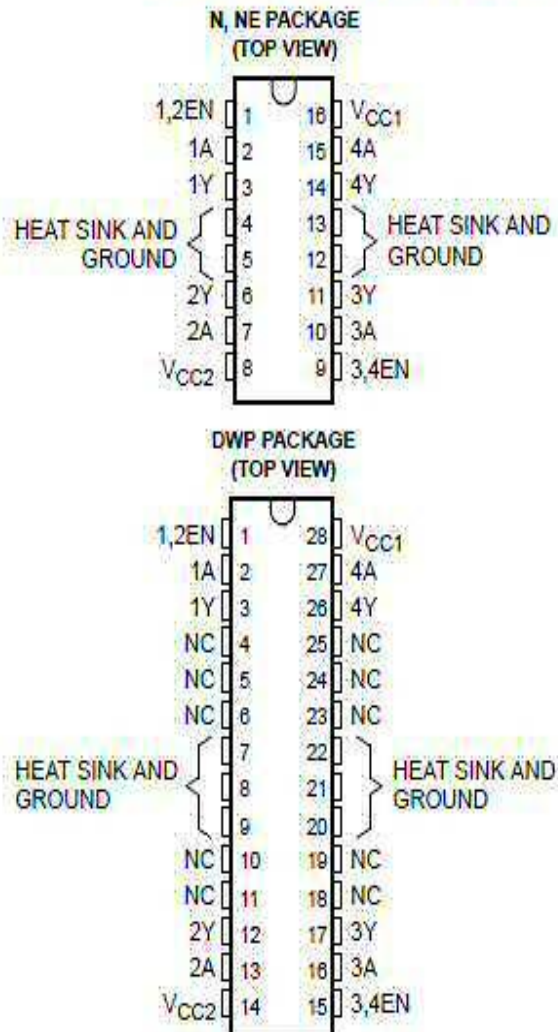 N, NE PACKAGE
(TOP VIEW)
1,2EN 1 16 VCC1
1A 2 15 4A
1Y 3 14 4Y
HEAT SINK AND 4 13 HEAT SINK AND
GROUND 5 12 GROUND
2Y 6 11 3Y
2A 7 10 3A
VCC2 8 9 3,4EN
DWP PACKAGE
(TOP VIEW)
1,2EN 1 28 VCC1
1A 2 27 4A
1Y 3 26 4Y
NC 4 25 NC
NC 5 24 NC
NC 6 23 NC
7 22
HEAT SINK AND 8 21 HEAT SINK AND
GROUND 9 20 GROUND
NC 10 19 NC
NC 11 18 NC
2Y 12 17 3Y
2A 13 16 3A
VCC2 14 15 3,4EN